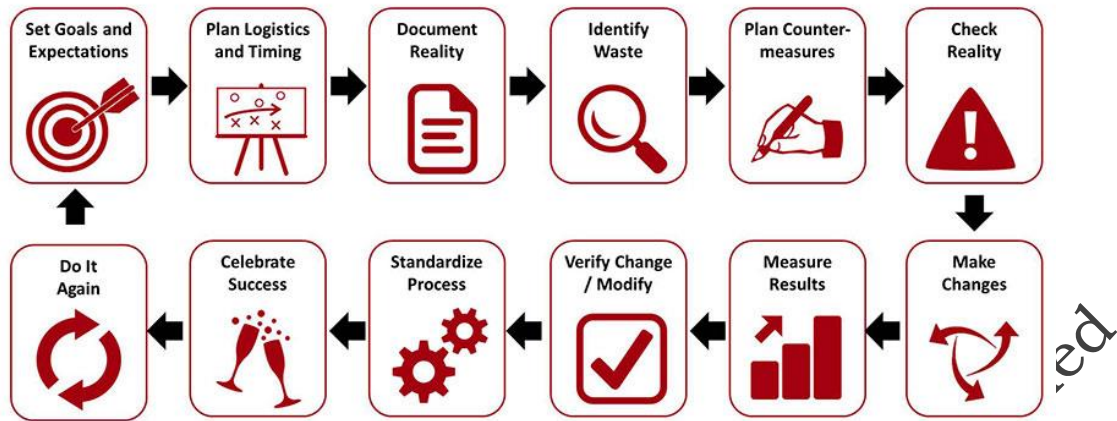 Set Goals and
Expectations
Plan Logistics
and Timing
Document
Reality
Identify
Waste
Plan Counter-
measures
Check
Reality
Do It
Again
Celebrate
Success
Standardize
Process
Verify Change
/ Modify
Measure
Results
Make
Changes